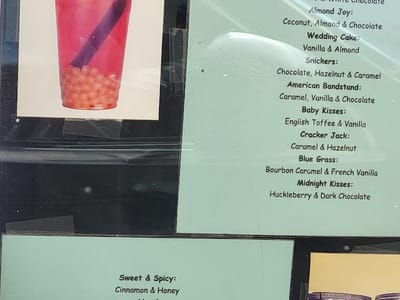 & White Chocolate
Almond Joy:
Coconut, Almond & Chocolate
Wedding Cake:
Vanilla & Almond
Snickers:
Chocolate, Hazelnut & Caramel
American Bandstand:
Caramel, Vanilla & Chocolate
Baby Kisses:
English Toffee & Vanilla
Cracker Jack:
Caramel & Hazelnut
Blue Grass:
Bourbon Caramel & French Vanilla
Midnight Kisses:
Huckleberry & Dark Chocolate
Sweet & Spicy:
Cinnamon & Honey